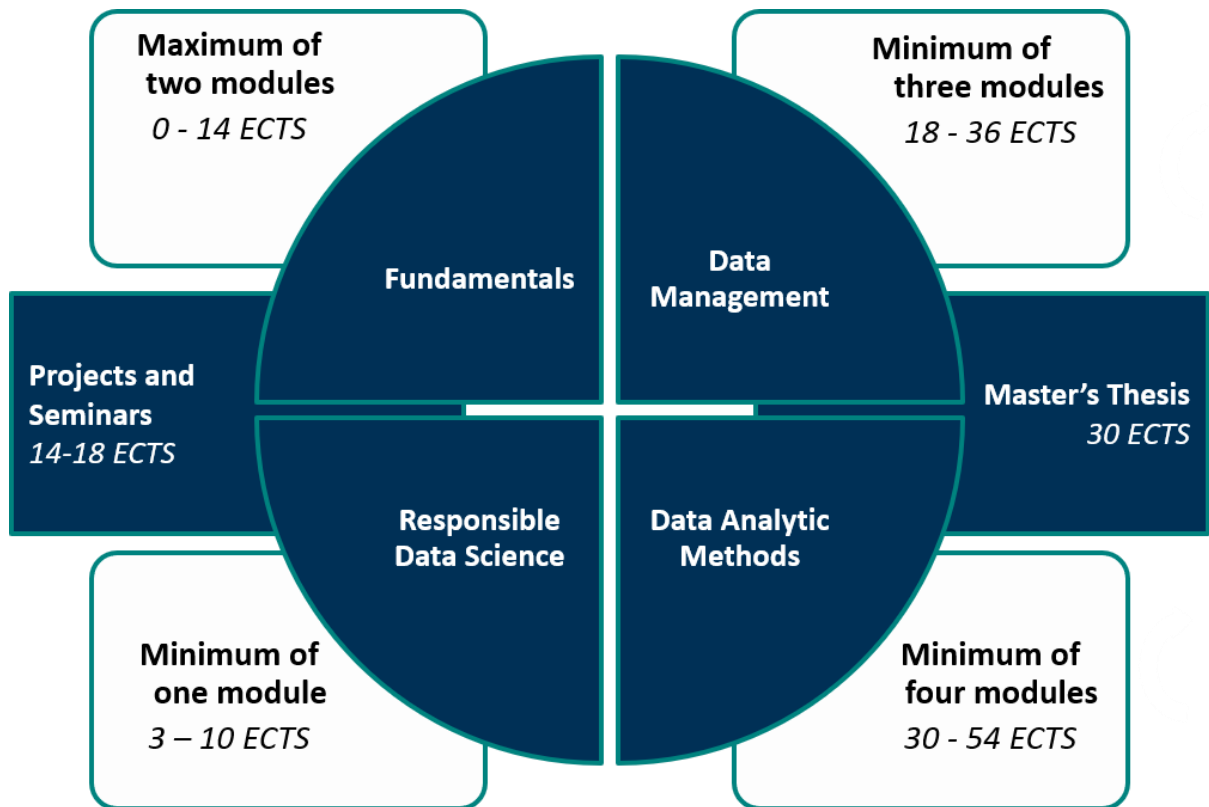 Maximum of
two modules
0 - 14 ECTS
Minimum of
three modules
18 - 36 ECTS
Fundamentals
Data
Management
Projects and
Seminars
14-18 ECTS
Master’s Thesis
30 ECTS
Responsible
Data Science
Data Analytic
Methods
Minimum of
one module
3 – 10 ECTS
Minimum of
four modules
30 - 54 ECTS